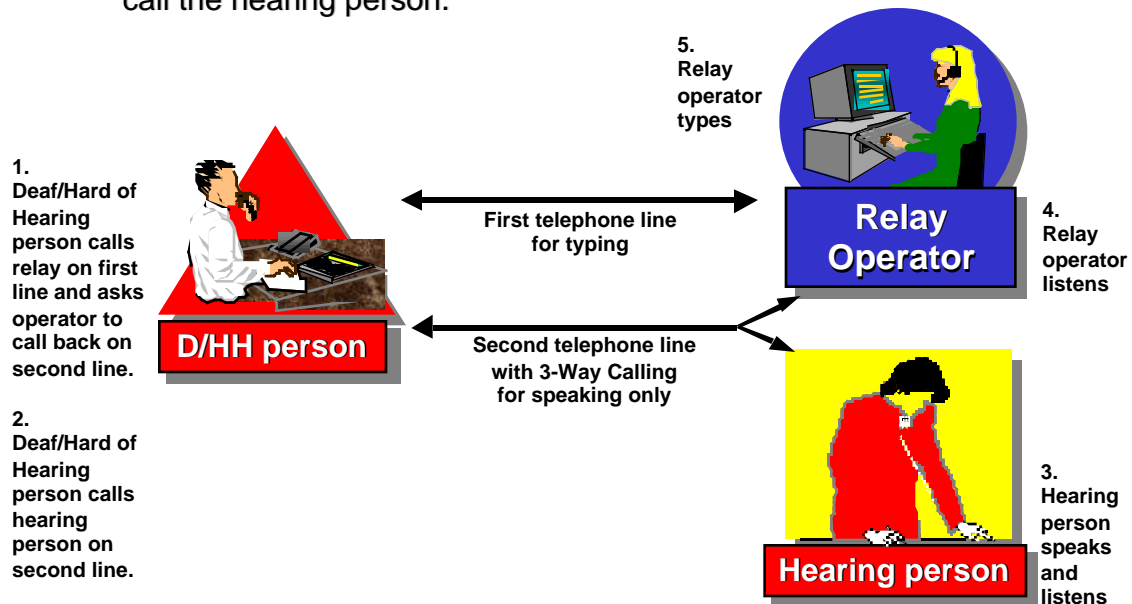 call the hearing person.
1.
Deaf/Hard of
Hearing
person calls
relay on first
line and asks
operator to
call back on
second line.
2.
Deaf/Hard of
Hearing
person calls
hearing
person on
second line.
D/HH person
First telephone line
for typing
Second telephone line
with 3-Way Calling
for speaking only
5.
Relay
operator
types
Relay
Operator
4.
Relay
operator
listens
Hearing person
3.
Hearing
person
speaks
and
listens